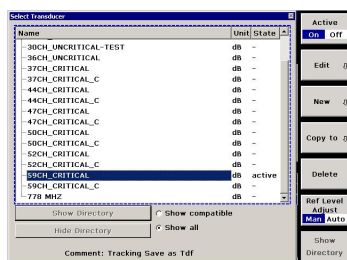 Select Transducer
Name Unit State
30CH_UNCRITICAL-TEST dB -
36CH_UNCRITICAL dB -
37CH_CRITICAL dB -
37CH_CRITICAL_C dB -
44CH_CRITICAL dB -
44CH_CRITICAL_C dB -
47CH_CRITICAL dB -
47CH_CRITICAL_C dB -
50CH_CRITICAL dB -
50CH_CRITICAL_C dB -
52CH_CRITICAL dB -
52CH_CRITICAL_C dB -
59CH_CRITICAL dB active
59CH_CRITICAL_C dB -
778 MHZ dB -
Show Directory
Show compatible
Hide Directory
Show all
Comment: Tracking Save as Tdf
Active
On Off
Edit
New
Copy to
Delete
Ref Level
Adjust
Man Auto
Show
Directory